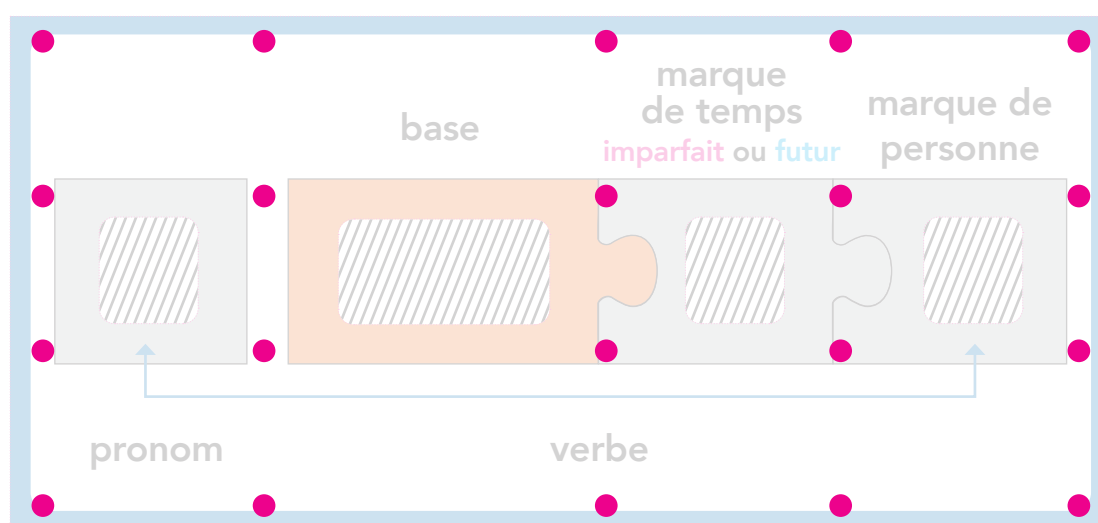 base
marque
de temps
imparfait ou futur
marque de
personne
pronom
verbe